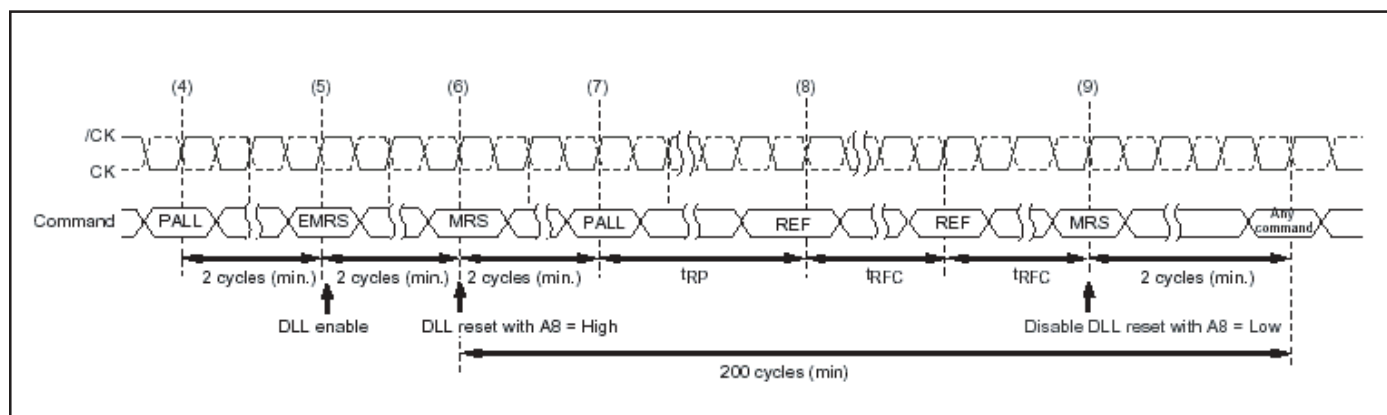 (4) (5) (6) (7) (8) (9)
/CK
CK
Command PALL EMRS MRS PALL REF REF MRS Any command
2 cycles (min.) 2 cycles (min.) 2 cycles (min.) tRP tRFC tRFC 2 cycles (min.)
DLL enable DLL reset with A8 = High Disable DLL reset with A8 = Low
200 cycles (min)